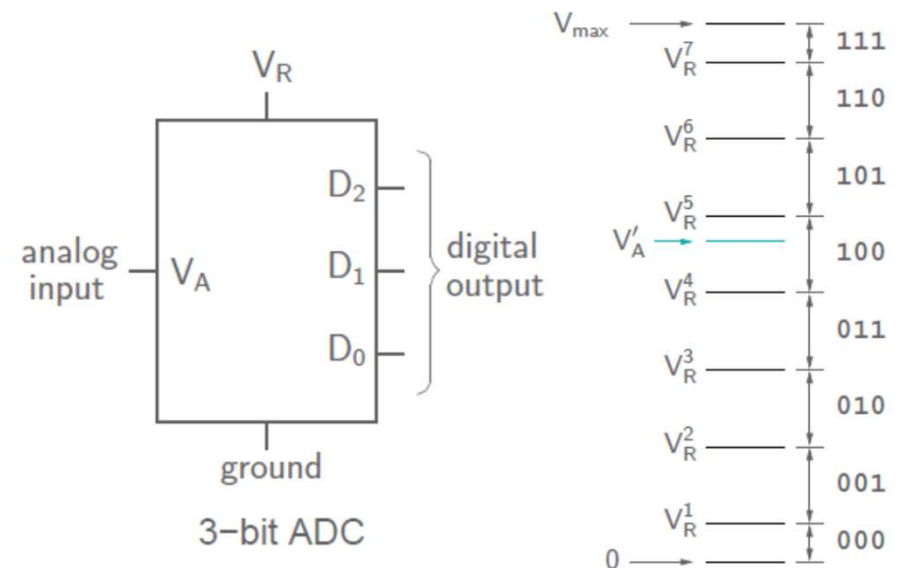 V_R
D_2
analog
input
V_A
D_1
D_0
digital
output
ground
3-bit ADC
V_max
111
V_R^7
110
V_R^6
101
V_R^5
V'_A
100
V_R^4
011
V_R^3
010
V_R^2
001
V_R^1
000
0